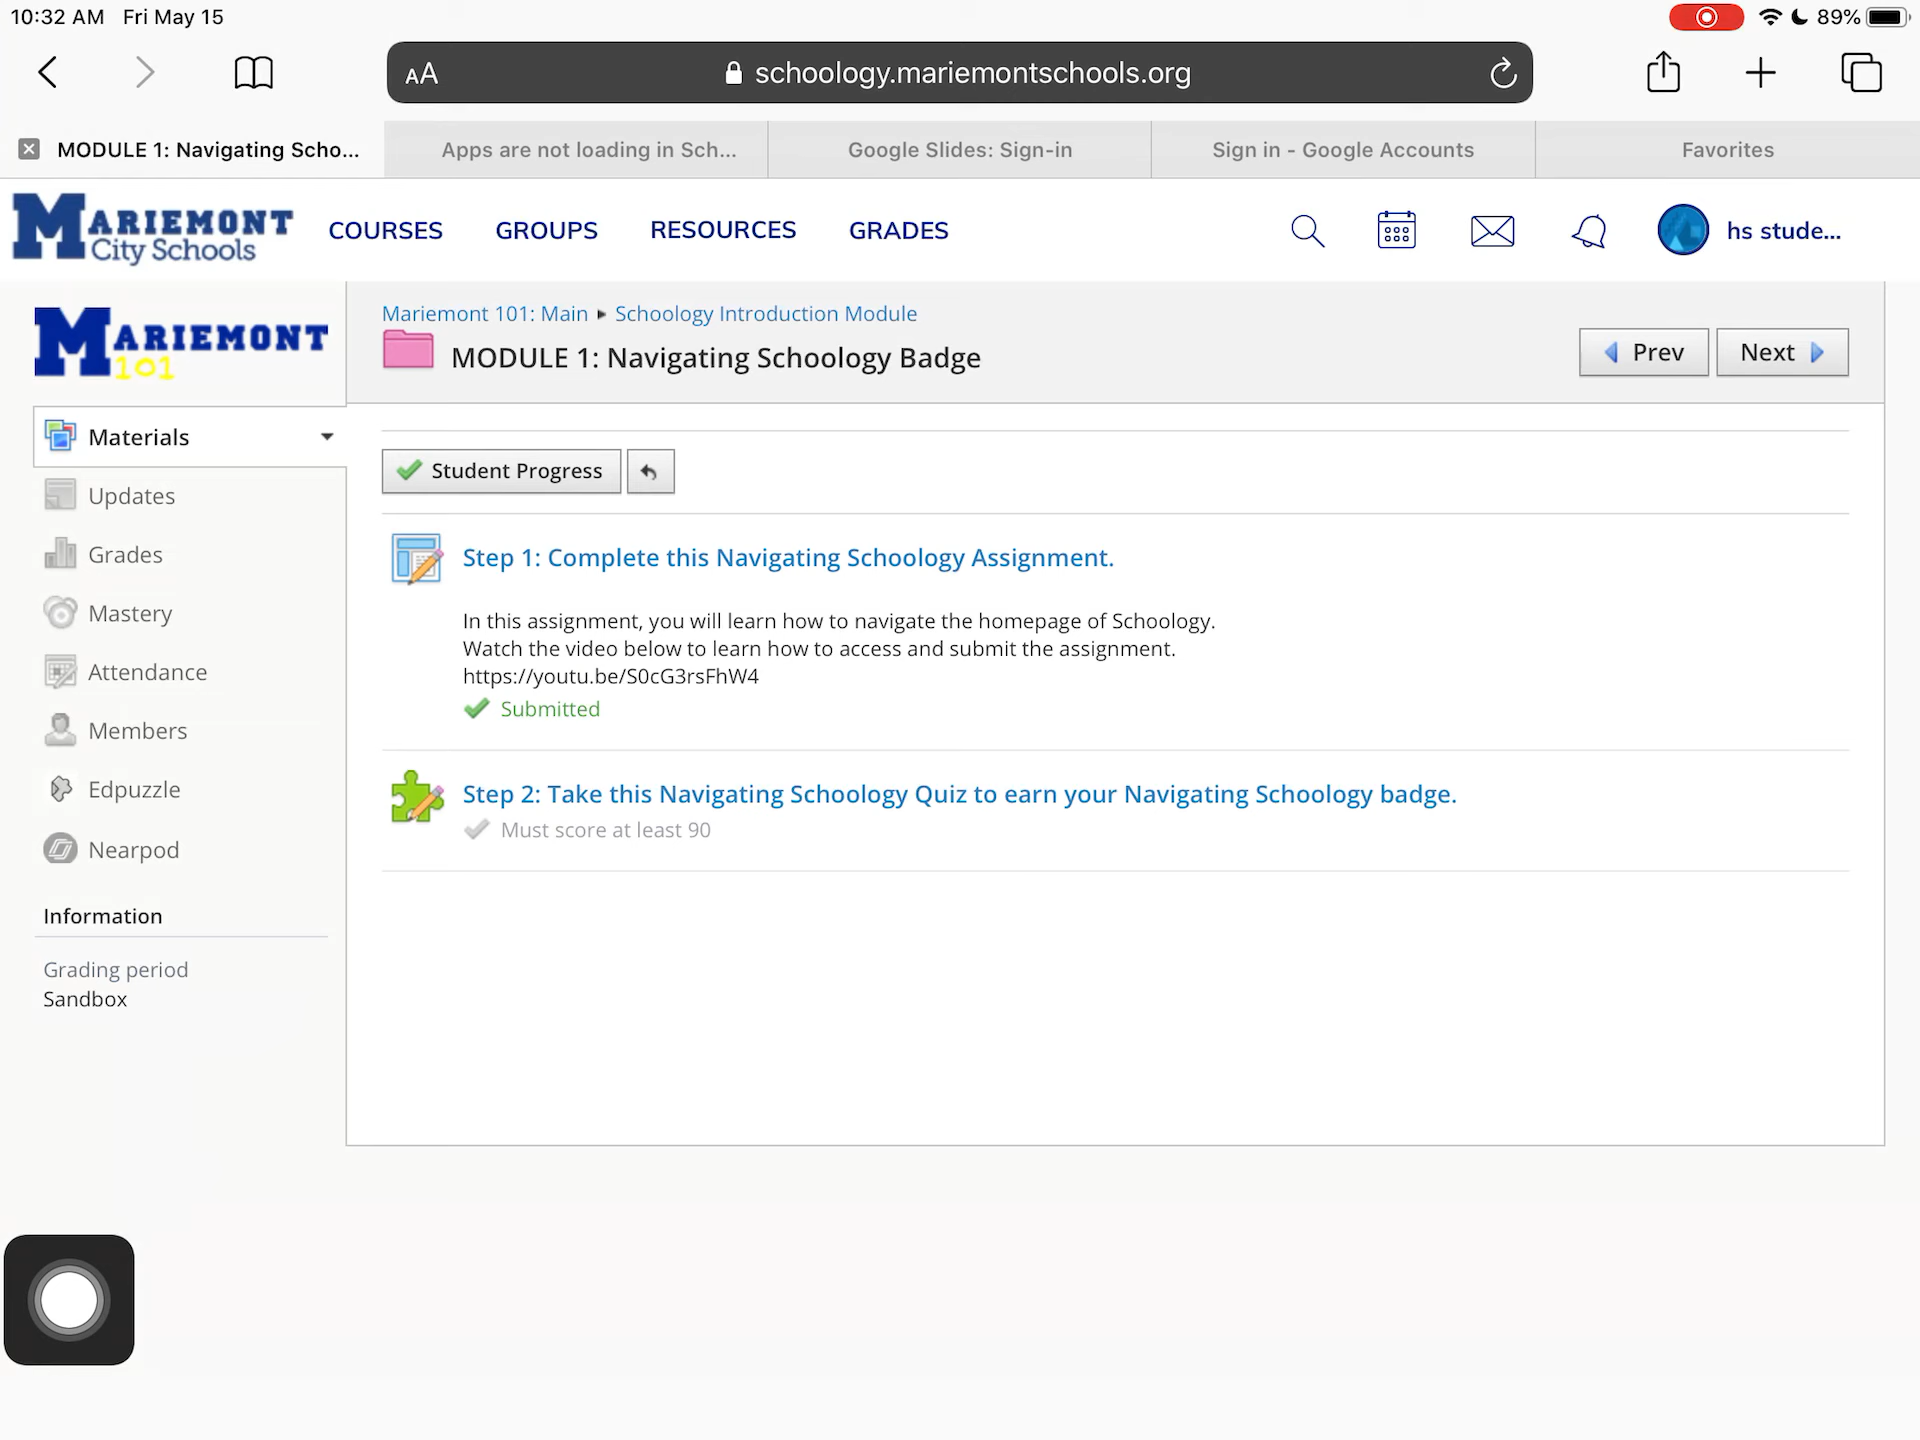 10:32 AM Fri May 15
89%
AA
schoology.mariemontschools.org
MODULE 1: Navigating Scho...
Apps are not loading in Sch...
Google Slides: Sign-in
Sign in - Google Accounts
Favorites
MARIEMONT
City Schools
COURSES
GROUPS
RESOURCES
GRADES
hs stude...
MARIEMONT
101
Mariemont 101: Main ▸ Schoology Introduction Module
MODULE 1: Navigating Schoology Badge
Prev
Next
Materials
Updates
Grades
Mastery
Attendance
Members
Edpuzzle
Nearpod
Information
Grading period
Sandbox
Student Progress
Step 1: Complete this Navigating Schoology Assignment.
In this assignment, you will learn how to navigate the homepage of Schoology.
Watch the video below to learn how to access and submit the assignment.
https://youtu.be/S0cG3rsFhW4
Submitted
Step 2: Take this Navigating Schoology Quiz to earn your Navigating Schoology badge.
Must score at least 90